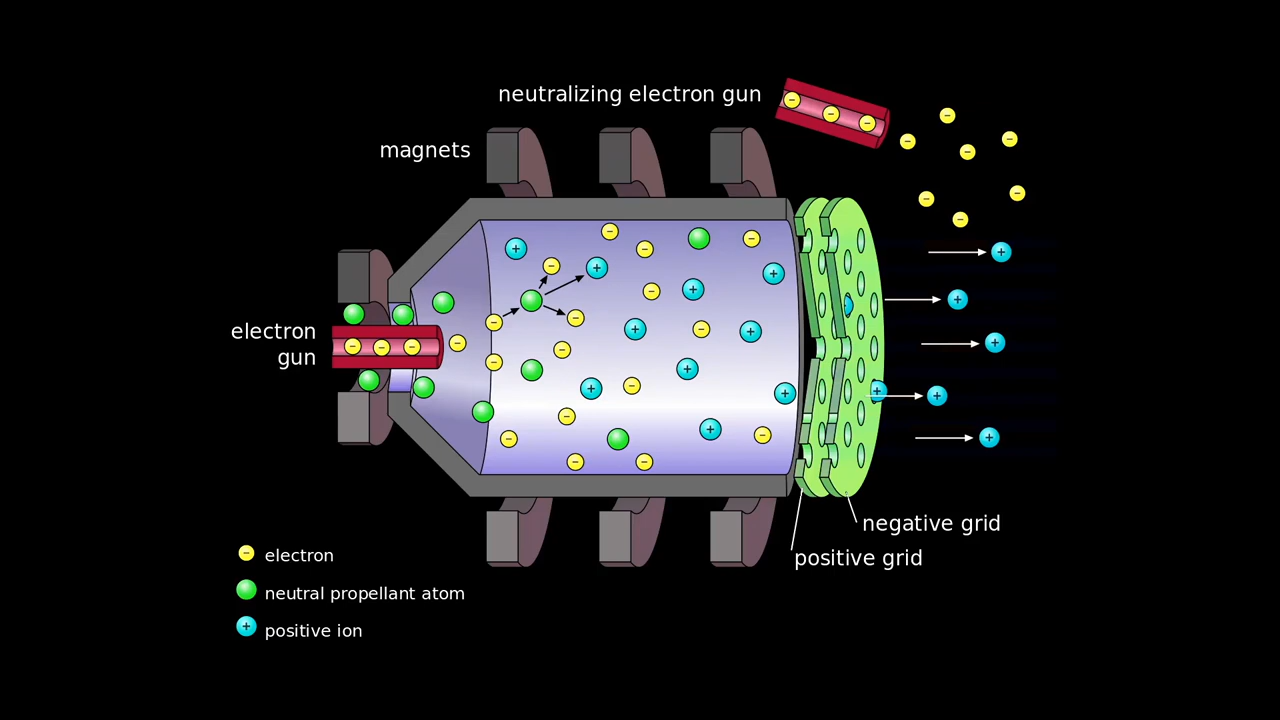 neutralizing electron gun
magnets
electron
gun
negative grid
positive grid
electron
neutral propellant atom
positive ion